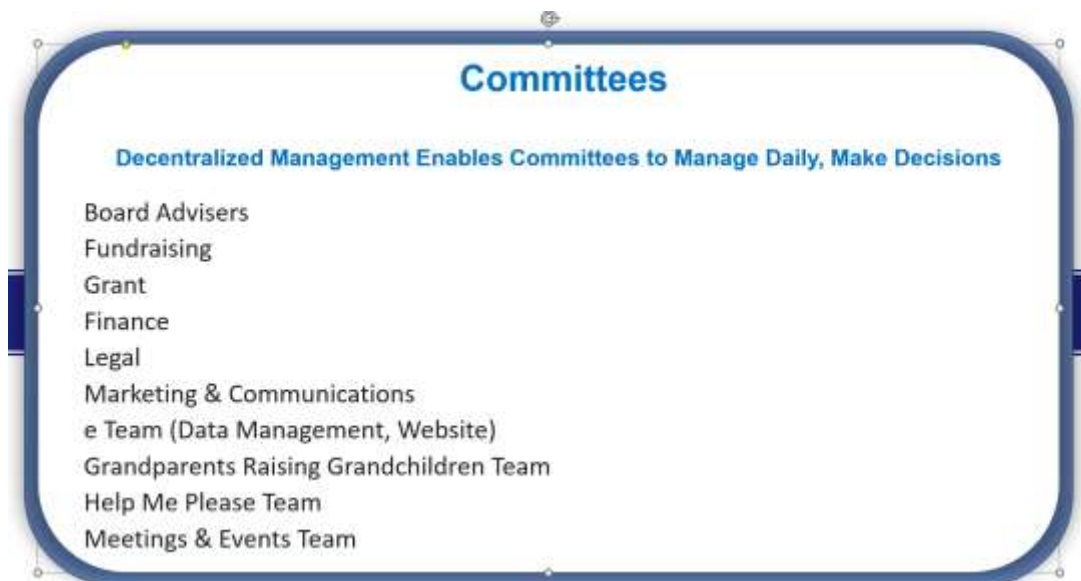 Committees
Decentralized Management Enables Committees to Manage Daily, Make Decisions
Board Advisers
Fundraising
Grant
Finance
Legal
Marketing & Communications
e Team (Data Management, Website)
Grandparents Raising Grandchildren Team
Help Me Please Team
Meetings & Events Team